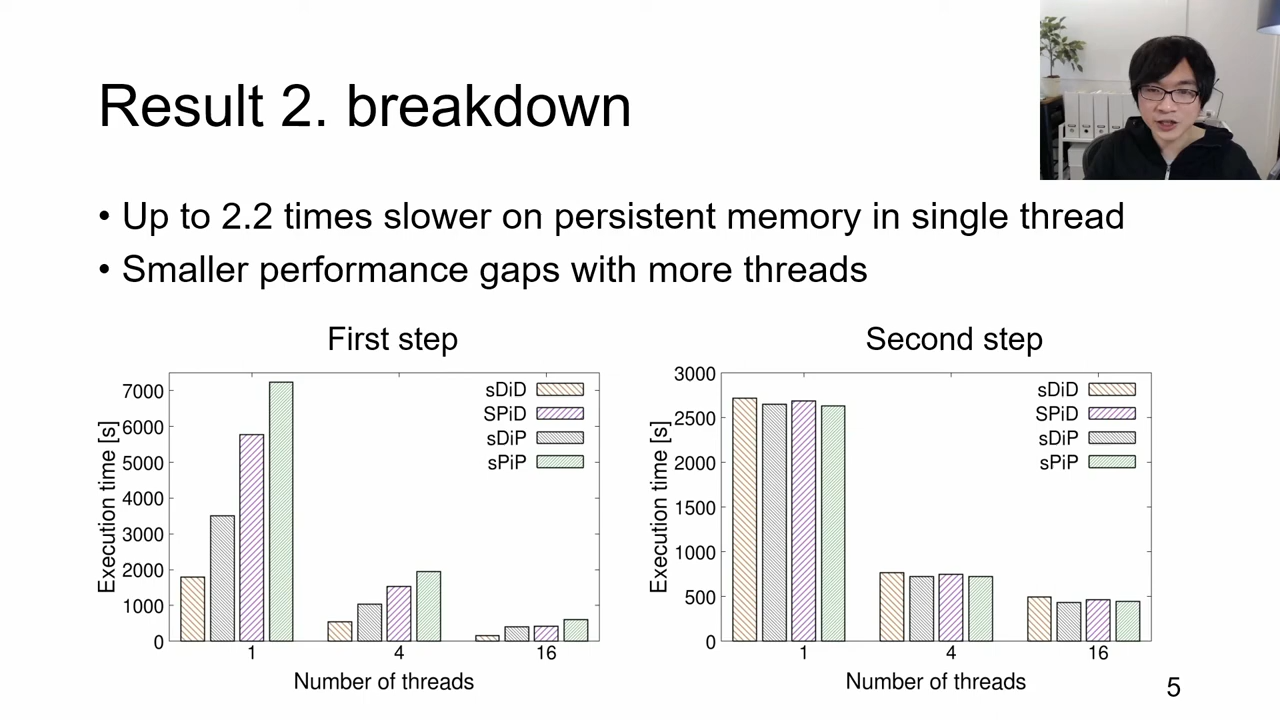 Result 2. breakdown
• Up to 2.2 times slower on persistent memory in single thread
• Smaller performance gaps with more threads
First step
Execution time [s]
7000
6000
5000
4000
3000
2000
1000
0
sDiD
SPiD
sDiP
sPiP
1 4 16
Number of threads
Second step
Execution time [s]
3000
2500
2000
1500
1000
500
0
sDiD
SPiD
sDiP
sPiP
1 4 16
Number of threads
5